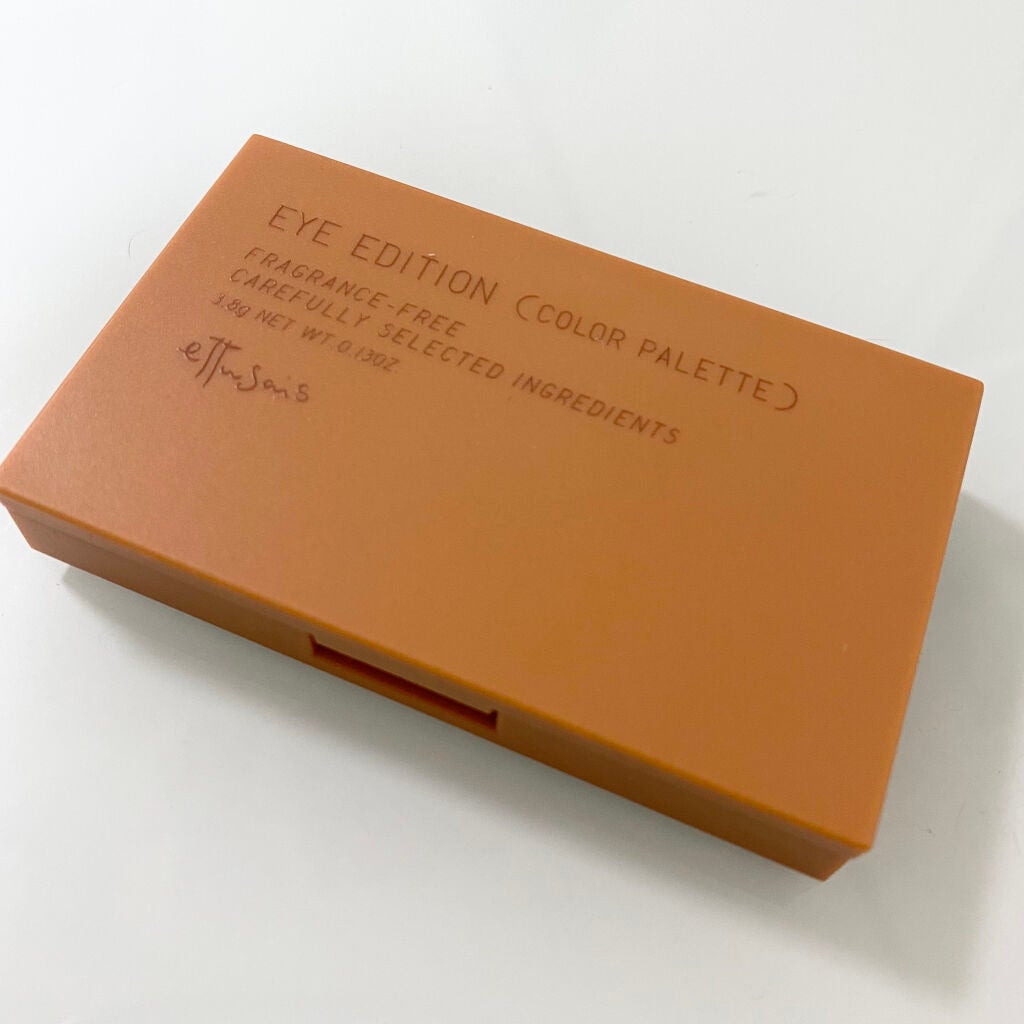 EYE EDITION (COLOR PALETTE)
FRAGRANCE-FREE
CAREFULLY SELECTED INGREDIENTS
3.8g NET WT. 0.13OZ.
ettusais